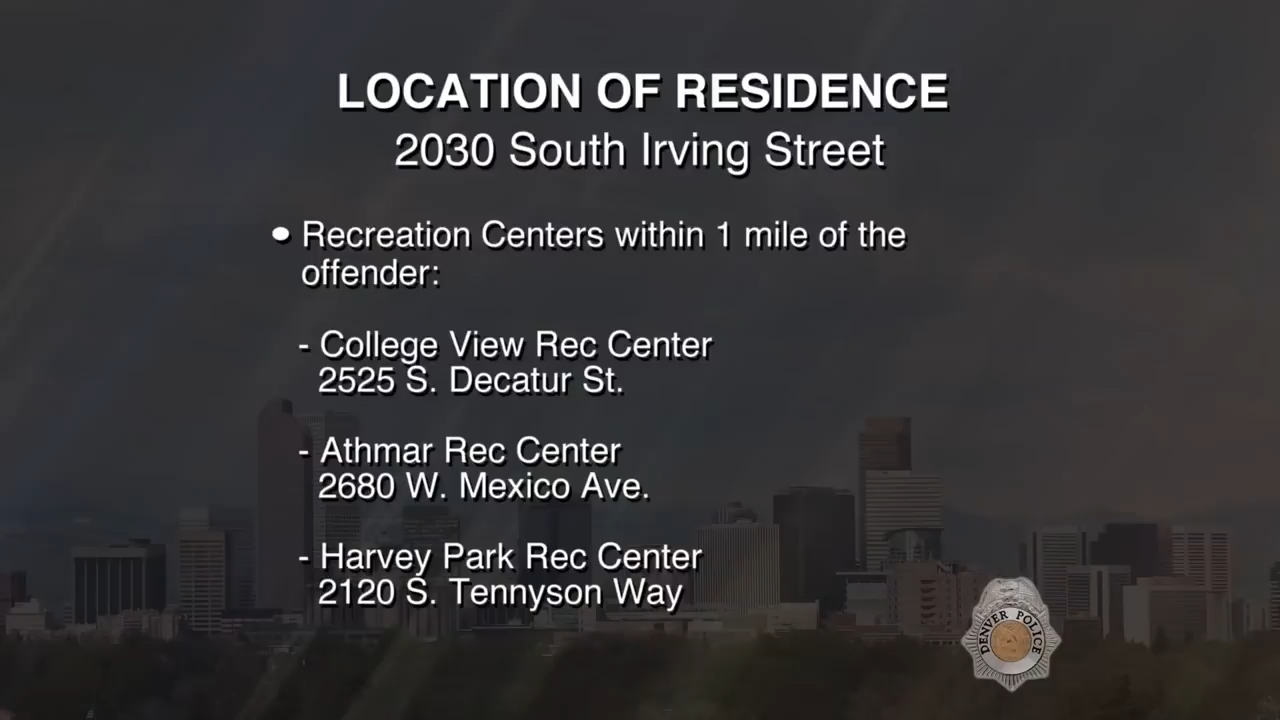 LOCATION OF RESIDENCE
2030 South Irving Street
• Recreation Centers within 1 mile of the
offender:
- College View Rec Center
2525 S. Decatur St.
- Athmar Rec Center
2680 W. Mexico Ave.
- Harvey Park Rec Center
2120 S. Tennyson Way
DENVER POLICE